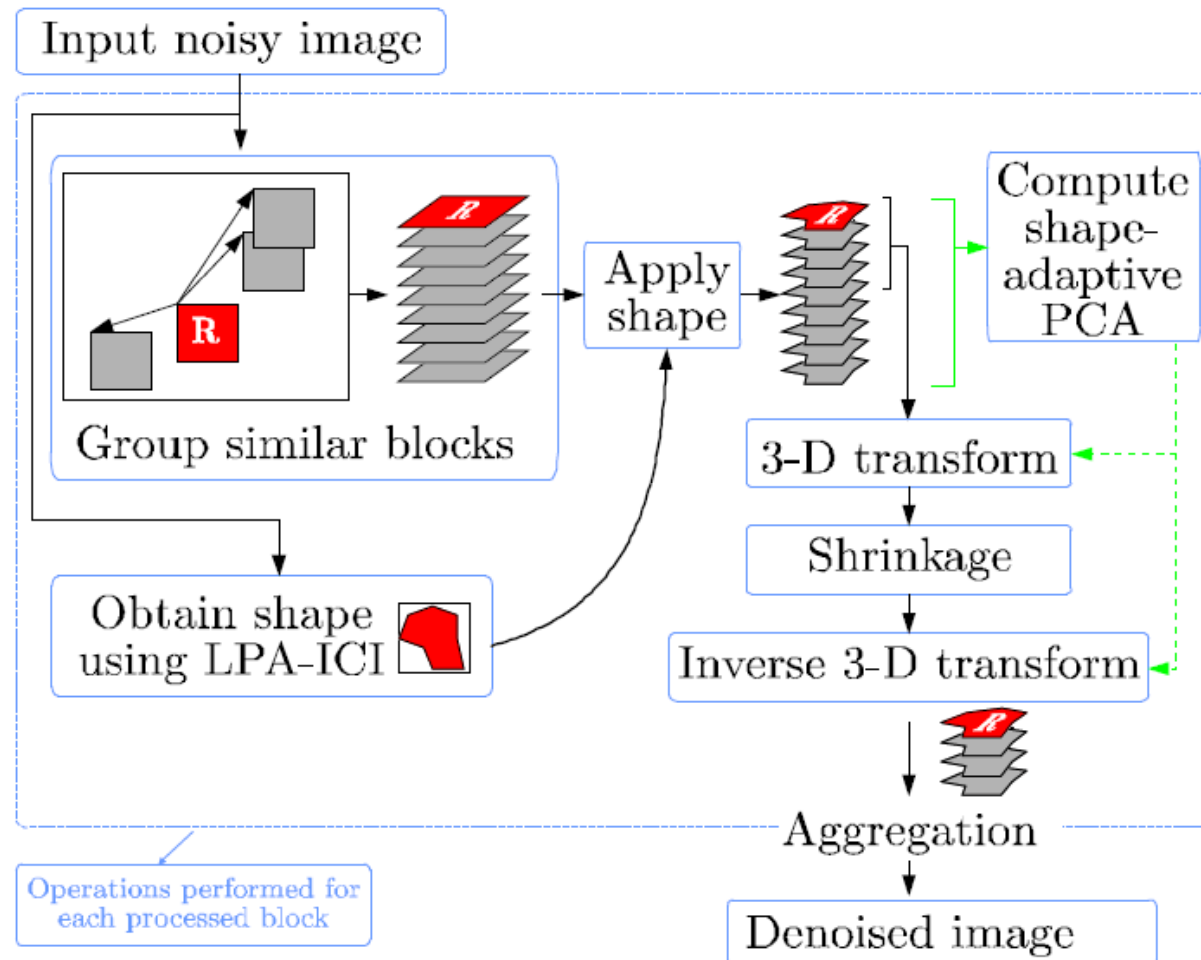 Input noisy image
R
R
Group similar blocks
Apply
shape
R
Compute
shape-
adaptive
PCA
3-D transform
Shrinkage
Obtain shape
using LPA-ICI
Inverse 3-D transform
R
Aggregation
Operations performed for
each processed block
Denoised image